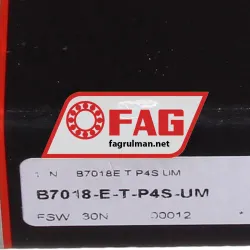 FAG
fagrulman.net
B7018E T P4S UM
B7018-E-T-P4S-UM
FSW 30N 00012